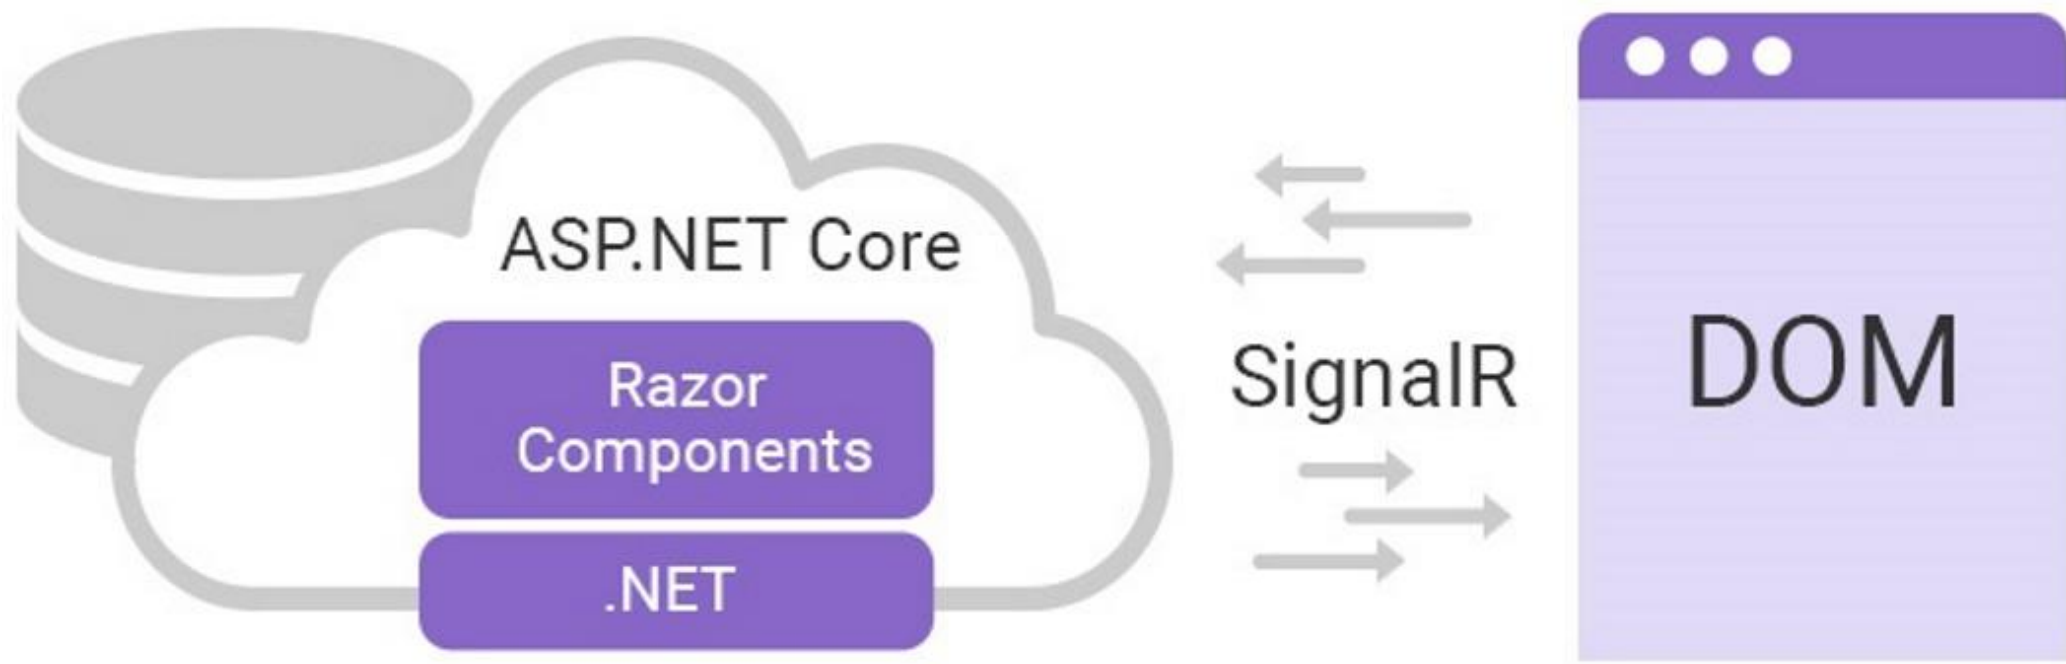 ASP.NET Core
Razor
Components
.NET
SignalR
DOM